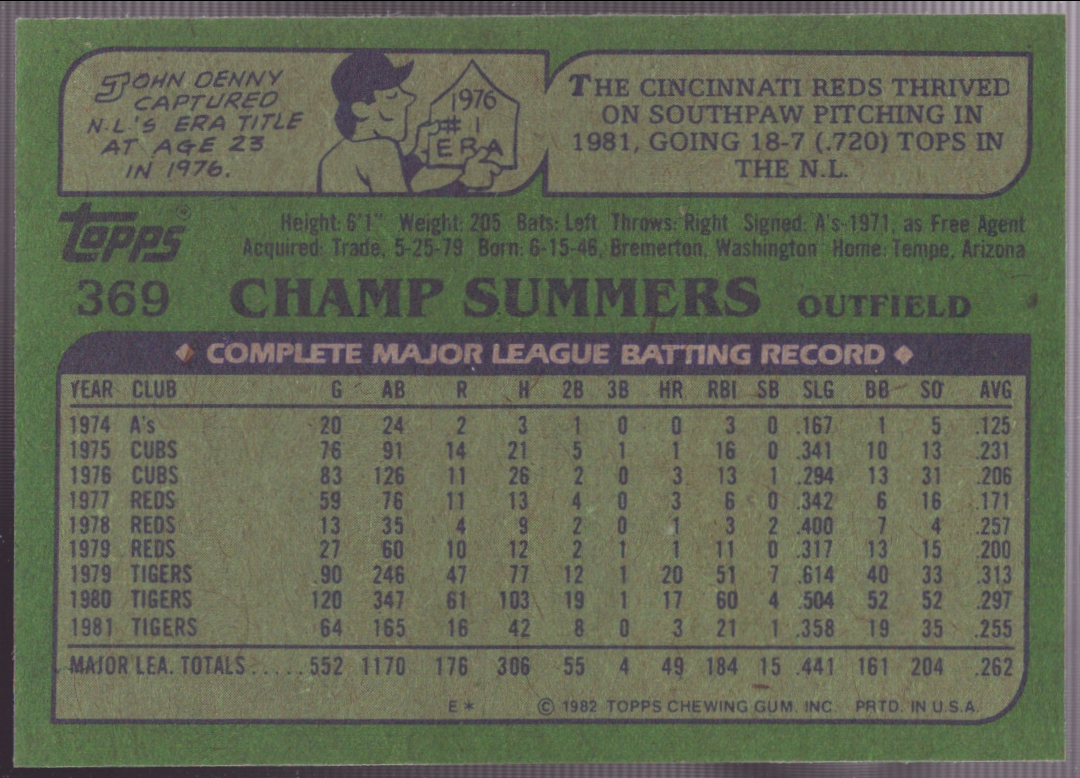 JOHN DENNY
CAPTURED
N.L.'S ERA TITLE
AT AGE 23
IN 1976.
1976
#1
ERA
THE CINCINNATI REDS THRIVED
ON SOUTHPAW PITCHING IN
1981, GOING 18-7 (.720) TOPS IN
THE N.L.
Topps®
Height: 6'1" Weight: 205 Bats: Left Throws: Right Signed: A's-1971, as Free Agent
Acquired: Trade, 5-25-79 Born: 6-15-46, Bremerton, Washington Home: Tempe, Arizona
369 CHAMP SUMMERS OUTFIELD
COMPLETE MAJOR LEAGUE BATTING RECORD
YEAR CLUB G AB R H 2B 3B HR RBI SB SLG BB SO AVG
1974 A's 20 24 2 3 1 0 0 3 0 .167 1 5 .125
1975 CUBS 76 91 14 21 5 1 1 16 0 .341 10 13 .231
1976 CUBS 83 126 11 26 2 0 3 13 1 .294 13 31 .206
1977 REDS 59 76 11 13 4 0 3 6 0 .342 6 16 .171
1978 REDS 13 35 4 9 2 0 1 3 2 .400 7 4 .257
1979 REDS 27 60 10 12 2 1 1 11 0 .317 13 15 .200
1979 TIGERS 90 246 47 77 12 1 20 51 7 .614 40 33 .313
1980 TIGERS 120 347 61 103 19 1 17 60 4 .504 52 52 .297
1981 TIGERS 64 165 16 42 8 0 3 21 1 .358 19 35 .255
MAJOR LEA. TOTALS.....552 1170 176 306 55 4 49 184 15 .441 161 204 .262
E* © 1982 TOPPS CHEWING GUM. INC. PRTD. IN U.S.A.